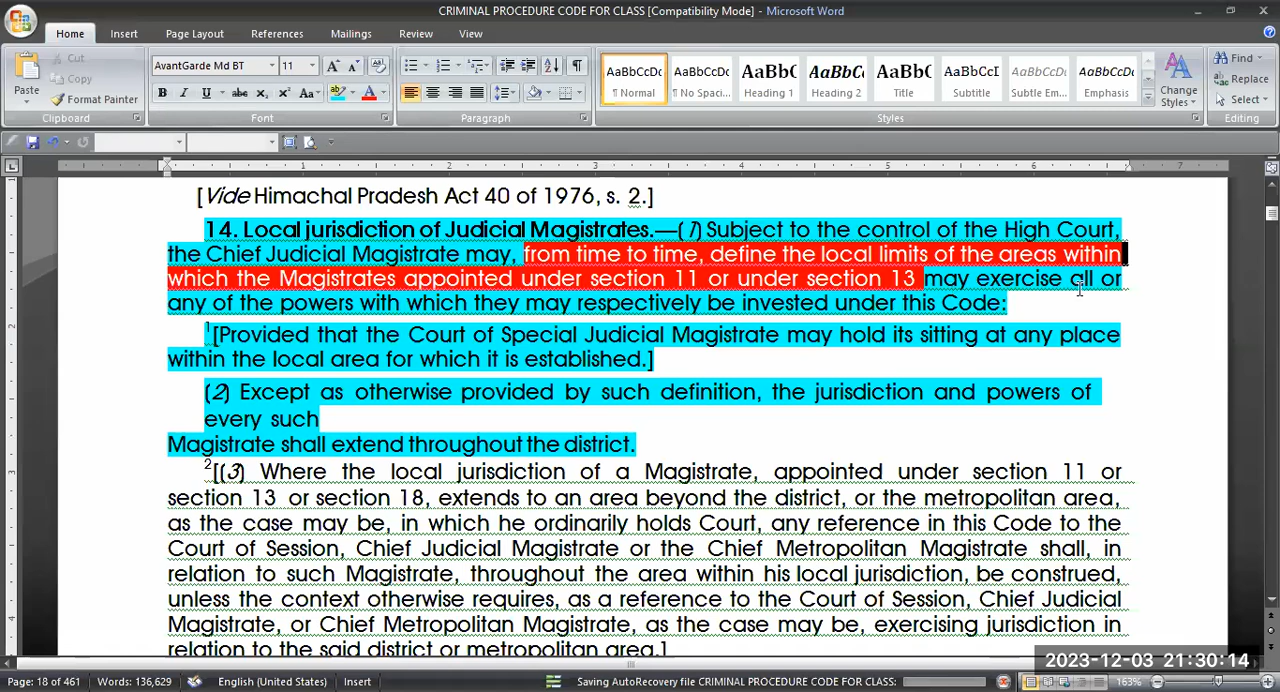 CRIMINAL PROCEDURE CODE FOR CLASS [Compatibility Mode] - Microsoft Word
Home Insert Page Layout References Mailings Review View
Cut
Copy
Paste
Format Painter
Clipboard
AvantGarde Md BT 11
Font
Paragraph
AaBbCcDc AaBbCcDc AaBbC AaBbCc AaBbC AaBbCcI AaBbCcDc AaBbCcDc
¶ Normal ¶ No Spaci... Heading 1 Heading 2 Title Subtitle Subtle Em... Emphasis
Change Styles
Styles
Find
Replace
Select
Editing
[Vide Himachal Pradesh Act 40 of 1976, s. 2.]
14. Local jurisdiction of Judicial Magistrates.—(1) Subject to the control of the High Court,
the Chief Judicial Magistrate may, from time to time, define the local limits of the areas within
which the Magistrates appointed under section 11 or under section 13 may exercise all or
any of the powers with which they may respectively be invested under this Code:
1[Provided that the Court of Special Judicial Magistrate may hold its sitting at any place
within the local area for which it is established.]
(2) Except as otherwise provided by such definition, the jurisdiction and powers of
every such
Magistrate shall extend throughout the district.
2[(3) Where the local jurisdiction of a Magistrate, appointed under section 11 or
section 13 or section 18, extends to an area beyond the district, or the metropolitan area,
as the case may be, in which he ordinarily holds Court, any reference in this Code to the
Court of Session, Chief Judicial Magistrate or the Chief Metropolitan Magistrate shall, in
relation to such Magistrate, throughout the area within his local jurisdiction, be construed,
unless the context otherwise requires, as a reference to the Court of Session, Chief Judicial
Magistrate, or Chief Metropolitan Magistrate, as the case may be, exercising jurisdiction in
relation to the said district or metropolitan area.]
2023-12-03 21:30:14
Page: 18 of 461 Words: 136,629 English (United States) Insert Saving AutoRecovery file CRIMINAL PROCEDURE CODE FOR CLASS: 163%